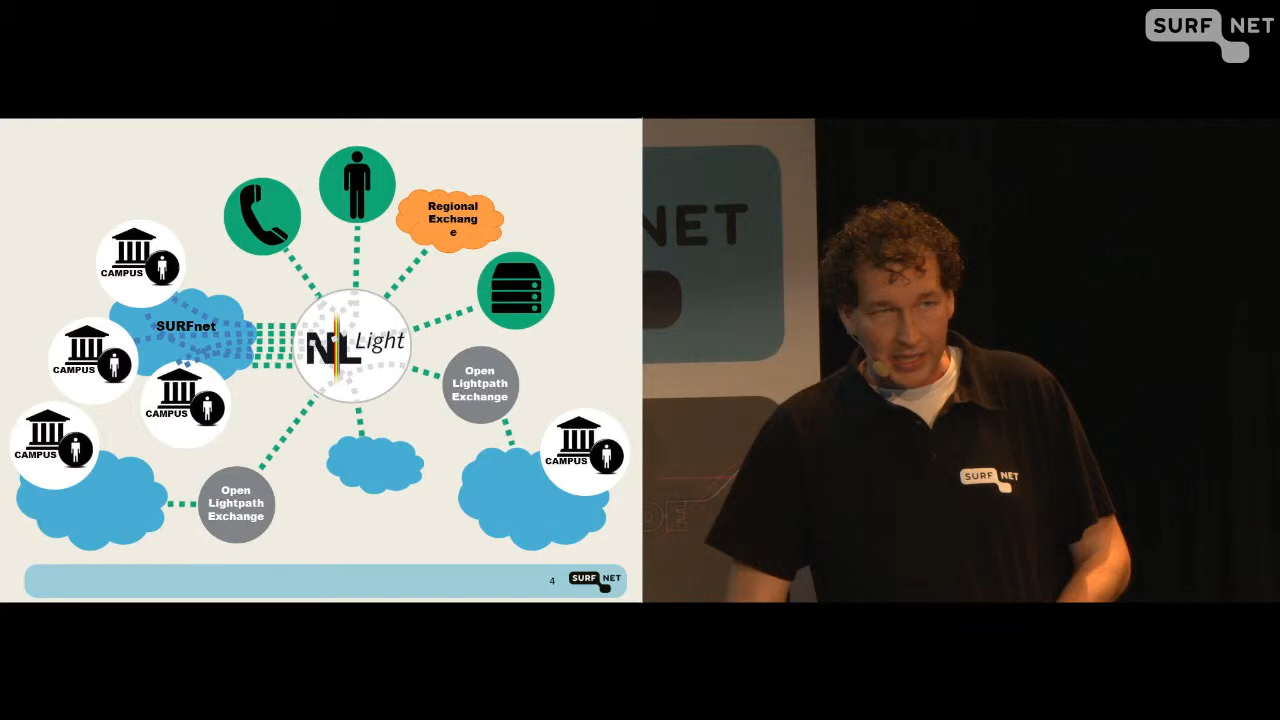 SURF NET
Regional
Exchang
e
CAMPUS
SURFnet
NL Light
CAMPUS
Open
Lightpath
Exchange
CAMPUS
CAMPUS
CAMPUS
Open
Lightpath
Exchange
4
SURF NET
NET
SURF NET